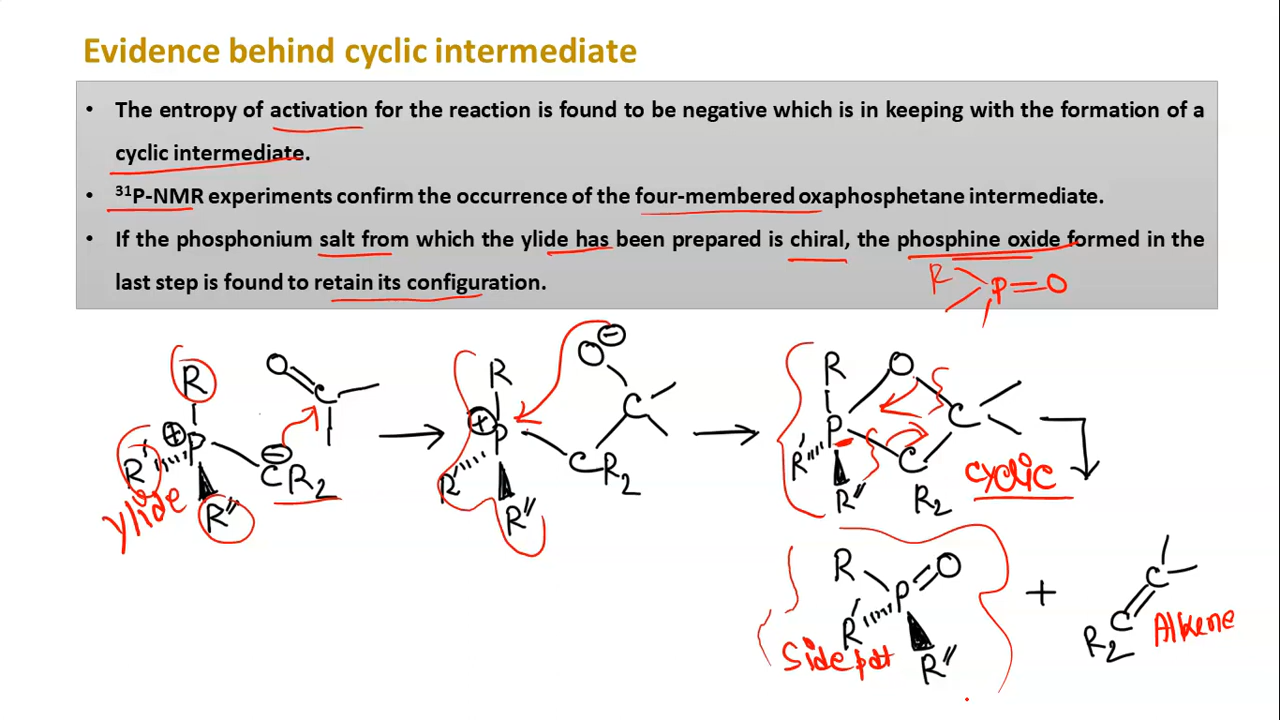 Evidence behind cyclic intermediate
• The entropy of activation for the reaction is found to be negative which is in keeping with the formation of a
cyclic intermediate.
• ³¹P-NMR experiments confirm the occurrence of the four-membered oxaphosphetane intermediate.
• If the phosphonium salt from which the ylide has been prepared is chiral, the phosphine oxide formed in the
last step is found to retain its configuration.
R P=O
R O C
⊕ P R' ⊖ CR₂
R"
ylide
R O ⊖ C
⊕ P R' CR₂
R"
R O
P C
R' C
R" R₂
cyclic
R P=O
R'
R"
Side pdt
+
C
C
R₂
Alkene